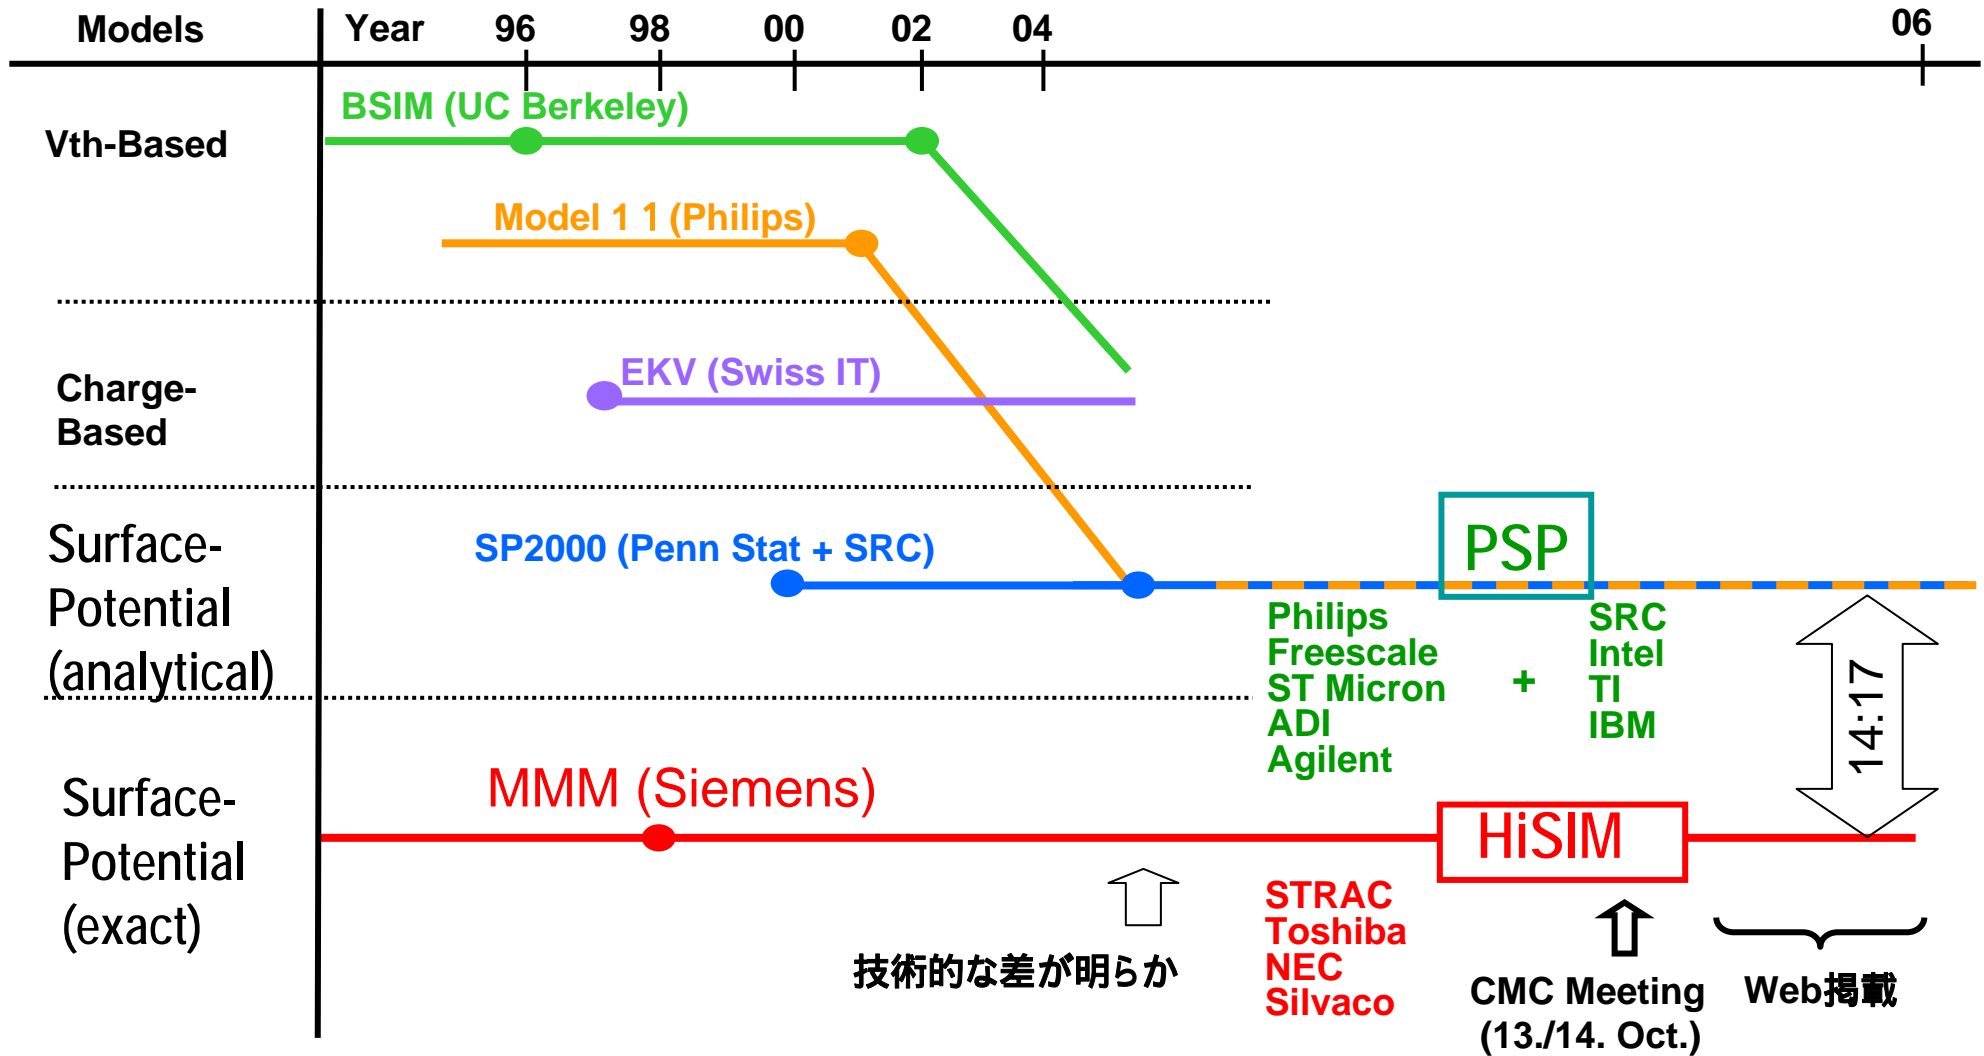 Models
Year 96 98 00 02 04 06
BSIM (UC Berkeley)
Vth-Based
Model 1１(Philips)
EKV (Swiss IT)
Charge-
Based
SP2000 (Penn Stat + SRC)
PSP
Surface-
Potential
(analytical)
Philips
Freescale
ST Micron
ADI
Agilent
+
SRC
Intel
TI
IBM
14:17
MMM (Siemens)
HiSIM
Surface-
Potential
(exact)
STRAC
Toshiba
NEC
Silvaco
技術的な差が明らか
CMC Meeting
(13./14. Oct.)
Web掲載